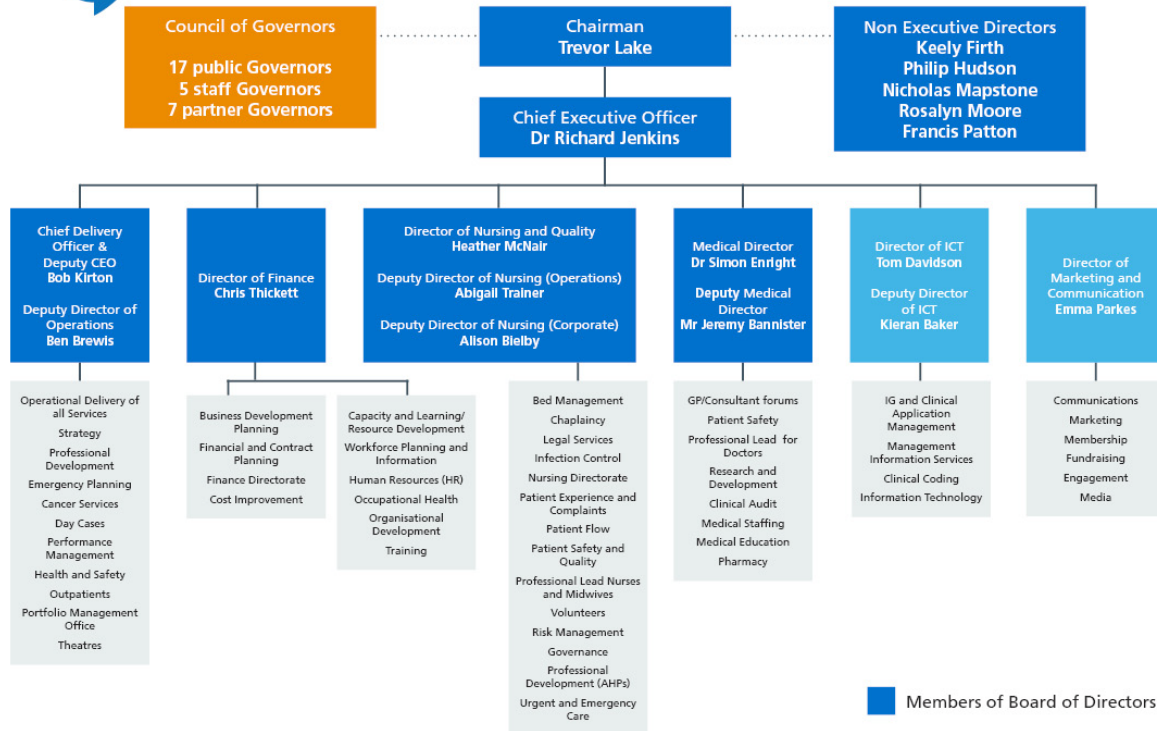 Council of Governors
17 public Governors
5 staff Governors
7 partner Governors
Chairman
Trevor Lake
Non Executive Directors
Keely Firth
Philip Hudson
Nicholas Mapstone
Rosalyn Moore
Francis Patton
Chief Executive Officer
Dr Richard Jenkins
Chief Delivery
Officer &
Deputy CEO
Bob Kirton
Deputy Director of
Operations
Ben Brewis
Director of Finance
Chris Thickett
Director of Nursing and Quality
Heather McNair
Deputy Director of Nursing (Operations)
Abigail Trainer
Deputy Director of Nursing (Corporate)
Alison Bielby
Medical Director
Dr Simon Enright
Deputy Medical
Director
Mr Jeremy Bannister
Director of ICT
Tom Davidson
Deputy Director
of ICT
Kieran Baker
Director of
Marketing and
Communication
Emma Parkes
Operational Delivery of
all Services
Strategy
Professional
Development
Emergency Planning
Cancer Services
Day Cases
Performance
Management
Health and Safety
Outpatients
Portfolio Management
Office
Theatres
Business Development
Planning
Financial and Contract
Planning
Finance Directorate
Cost Improvement
Capacity and Learning/
Resource Development
Workforce Planning and
Information
Human Resources (HR)
Occupational Health
Organisational
Development
Training
Bed Management
Chaplaincy
Legal Services
Infection Control
Nursing Directorate
Patient Experience and
Complaints
Patient Flow
Patient Safety and
Quality
Professional Lead Nurses
and Midwives
Volunteers
Risk Management
Governance
Professional
Development (AHPs)
Urgent and Emergency
Care
GP/Consultant forums
Patient Safety
Professional Lead for
Doctors
Research and
Development
Clinical Audit
Medical Staffing
Medical Education
Pharmacy
IG and Clinical
Application
Management
Management
Information Services
Clinical Coding
Information Technology
Communications
Marketing
Membership
Fundraising
Engagement
Media
Members of Board of Directors